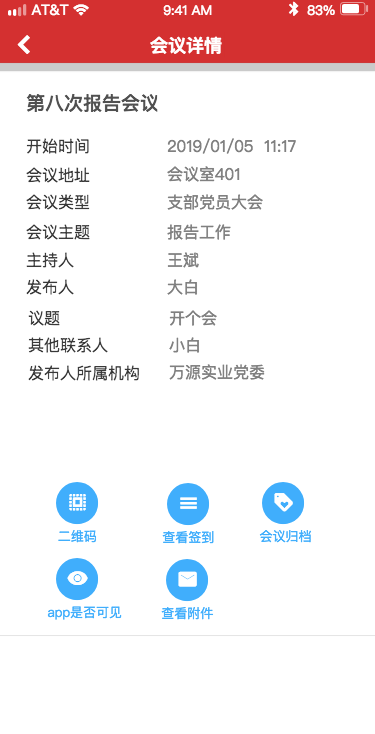 AT&T 9:41 AM 83%
会议详情
第八次报告会议
开始时间 2019/01/05 11:17
会议地址 会议室401
会议类型 支部党员大会
会议主题 报告工作
主持人 王斌
发布人 大白
议题 开个会
其他联系人 小白
发布人所属机构 万源实业党委
二维码 查看签到 会议归档
app是否可见 查看附件